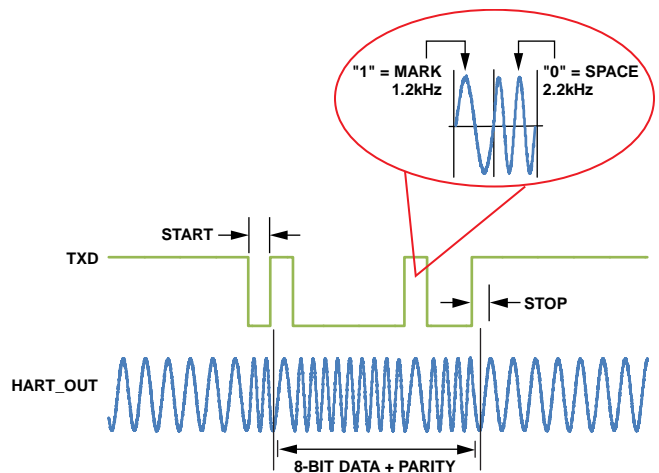 "1" = MARK
1.2kHz
"0" = SPACE
2.2kHz
START
TXD
STOP
HART_OUT
8-BIT DATA + PARITY